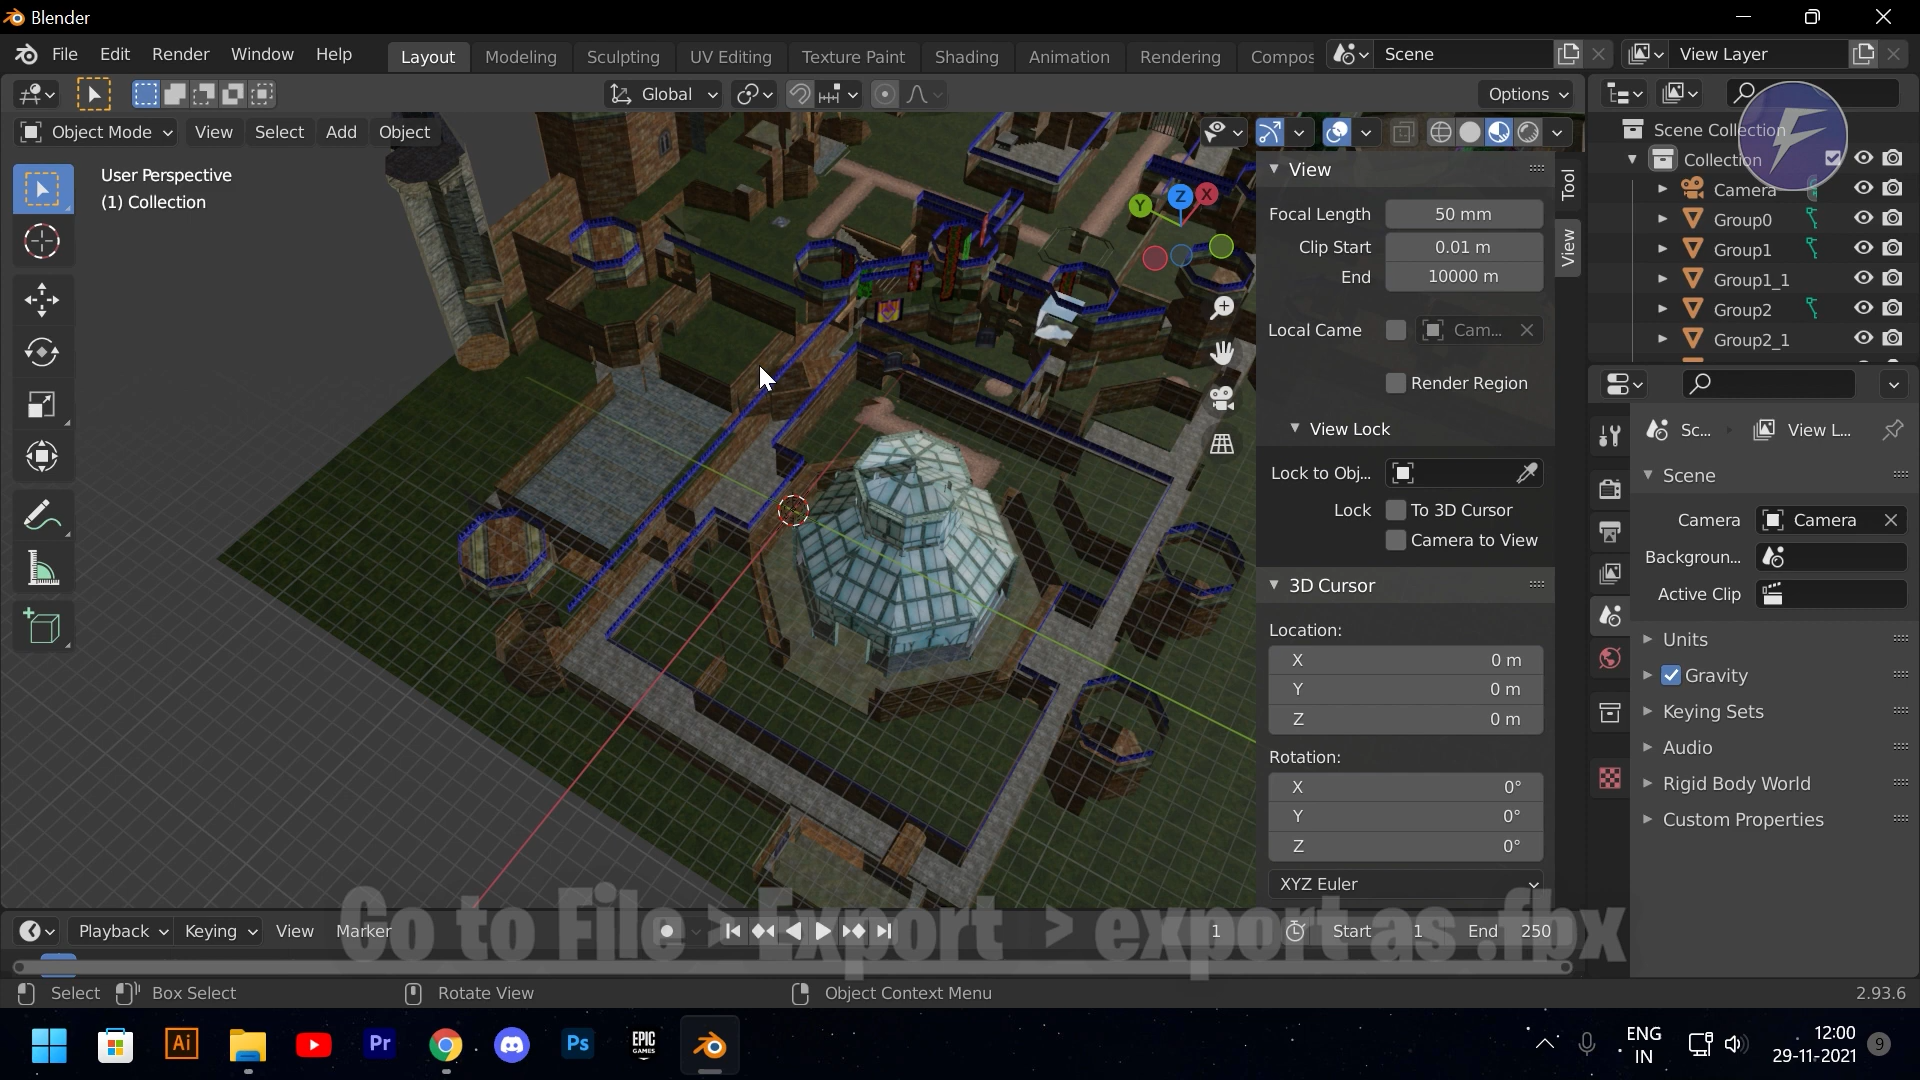 Blender
File Edit Render Window Help Layout Modeling Sculpting UV Editing Texture Paint Shading Animation Rendering Compos Scene View Layer
Global Options
Object Mode View Select Add Object
User Perspective
(1) Collection
Z X Y
View
Focal Length 50 mm
Clip Start 0.01 m
End 10000 m
Local Came Cam...
Render Region
View Lock
Lock to Obj...
Lock To 3D Cursor
Camera to View
3D Cursor
Location:
X 0 m
Y 0 m
Z 0 m
Rotation:
X 0°
Y 0°
Z 0°
XYZ Euler
Tool
View
Scene Collection
Collection
Camera
Group0
Group1
Group1_1
Group2
Group2_1
Sc... View L...
Scene
Camera Camera
Backgroun...
Active Clip
Units
Gravity
Keying Sets
Audio
Rigid Body World
Custom Properties
Go to File > Export > export as .fbx
Playback Keying View Marker 1 Start 1 End 250
Select Box Select Rotate View Object Context Menu 2.93.6
Ai Pr Ps EPIC GAMES
ENG
IN
12:00
29-11-2021
9